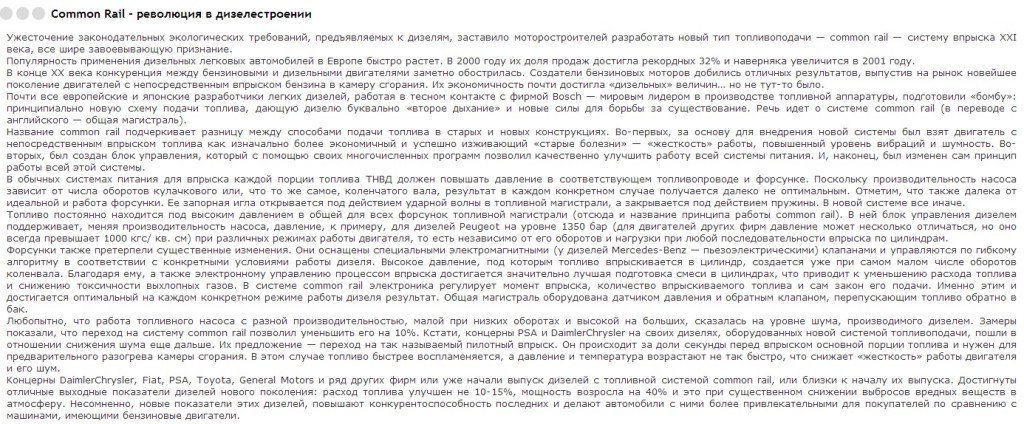 Common Rail - революция в дизелестроении
Ужесточение законодательных экологических требований, предъявляемых к дизелям, заставило моторостроителей разработать новый тип топливоподачи — common rail — систему впрыска XXI
века, все шире завоевывающую признание.
Популярность применения дизельных легковых автомобилей в Европе быстро растет. В 2000 году их доля продаж достигла рекордных 32% и наверняка увеличится в 2001 году.
В конце XX века конкуренция между бензиновыми и дизельными двигателями заметно обострилась. Создатели бензиновых моторов добились отличных результатов, выпустив на рынок новейшее
поколение двигателей с непосредственным впрыском бензина в камеру сгорания. Их экономичность почти достигла «дизельных» величин… но не тут-то было.
Почти все европейские и японские разработчики легких дизелей, работая в тесном контакте с фирмой Bosch — мировым лидером в производстве топливной аппаратуры, подготовили «бомбу»:
принципиально новую схему подачи топлива, дающую дизелю буквально «второе дыхание» и новые силы для борьбы за существование. Речь идет о системе common rail (в переводе с
английского — общая магистраль).
Название common rail подчеркивает разницу между способами подачи топлива в старых и новых конструкциях. Во-первых, за основу для внедрения новой системы был взят двигатель с
непосредственным впрыском топлива как изначально более экономичный и успешно изживающий «старые болезни» — «жесткость» работы, повышенный уровень вибраций и шумность. Во-
вторых, был создан блок управления, который с помощью своих многочисленных программ позволил качественно улучшить работу всей системы питания. И, наконец, был изменен сам принцип
работы всей этой системы.
В обычных системах питания для впрыска каждой порции топлива ТНВД должен повышать давление в соответствующем топливопроводе и форсунке. Поскольку производительность насоса
зависит от числа оборотов кулачкового или, что то же самое, коленчатого вала, результат в каждом конкретном случае получается далеко не оптимальным. Отметим, что также далека от
идеальной и работа форсунки. Ее запорная игла открывается под действием ударной волны в топливной магистрали, а закрывается под действием пружины. В новой системе все иначе.
Топливо постоянно находится под высоким давлением в общей для всех форсунок топливной магистрали (отсюда и название принципа работы common rail). В ней блок управления дизелем
поддерживает, меняя производительность насоса, давление, к примеру, для дизелей Peugeot на уровне 1350 бар (для двигателей других фирм давление может несколько отличаться, но оно
всегда превышает 1000 кгс/ кв. см) при различных режимах работы двигателя, то есть независимо от его оборотов и нагрузки при любой последовательности впрыска по цилиндрам.
Форсунки также претерпели существенные изменения. Они оснащены специальными электромагнитными (у дизелей Mercedes-Benz — пьезоэлектрическими) клапанами и управляются по гибкому
алгоритму в соответствии с конкретными условиями работы дизеля. Высокое давление, под которым топливо впрыскивается в цилиндр, создается уже при самом малом числе оборотов
коленвала. Благодаря ему, а также электронному управлению процессом впрыска достигается значительно лучшая подготовка смеси в цилиндрах, что приводит к уменьшению расхода топлива
и снижению токсичности выхлопных газов. В системе common rail электроника регулирует момент впрыска, количество впрыскиваемого топлива и сам закон его подачи. Именно этим и
достигается оптимальный на каждом конкретном режиме работы дизеля результат. Общая магистраль оборудована датчиком давления и обратным клапаном, перепускающим топливо обратно в
бак.
Любопытно, что работа топливного насоса с разной производительностью, малой при низких оборотах и высокой на больших, сказалась на уровне шума, производимого дизелем. Замеры
показали, что переход на систему common rail позволил уменьшить его на 10%. Кстати, концерны PSA и DaimlerChrysler на своих дизелях, оборудованных новой системой топливоподачи, пошли в
отношении снижения шума еще дальше. Их предложение — переход на так называемый пилотный впрыск. Он происходит за доли секунды перед впрыском основной порции топлива и нужен для
предварительного разогрева камеры сгорания. В этом случае топливо быстрее воспламеняется, а давление и температура возрастают не так быстро, что снижает «жесткость» работы двигателя
и его шум.
Концерны DaimlerChrysler, Fiat, PSA, Toyota, General Motors и ряд других фирм или уже начали выпуск дизелей с топливной системой common rail, или близки к началу их выпуска. Достигнуты
отличные выходные показатели дизелей нового поколения: расход топлива улучшен не 10-15%, мощность возросла на 40% и это при существенном снижении выбросов вредных веществ в
атмосферу. Несомненно, новые показатели этих дизелей, повышают конкурентоспособность последних и делают автомобили с ними более привлекательными для покупателей по сравнению с
машинами, имеющими бензиновые двигатели.